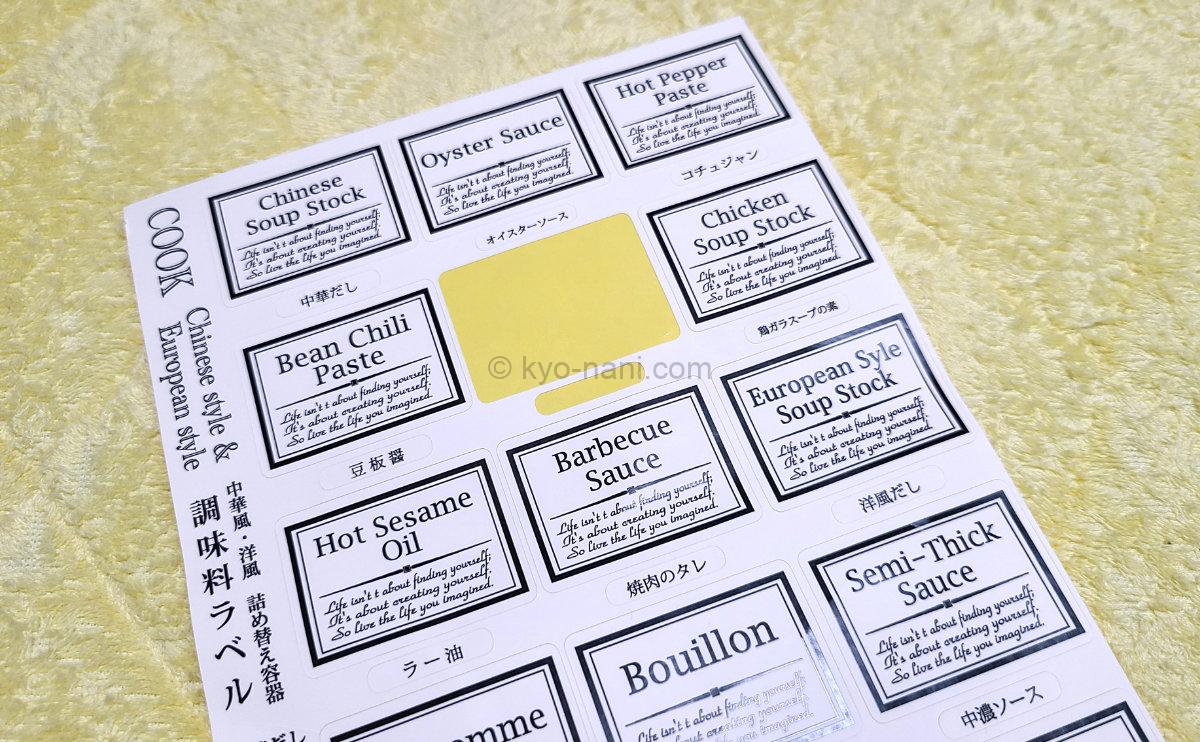 COOK
Chinese style &
European style
中華風・洋風 詰め替え容器
調味料ラベル
Chinese
Soup Stock
Life isn't t about finding yourself;
It's about creating yourself.
So live the life you imagined.
中華だし
Oyster Sauce
Life isn't t about finding yourself;
It's about creating yourself.
So live the life you imagined.
オイスターソース
Hot Pepper
Paste
Life isn't t about finding yourself;
It's about creating yourself.
So live the life you imagined.
コチュジャン
Bean Chili
Paste
Life isn't t about finding yourself;
It's about creating yourself.
So live the life you imagined.
豆板醤
Chicken
Soup Stock
Life isn't t about finding yourself;
It's about creating yourself.
So live the life you imagined.
鶏ガラスープの素
© kyo-nani.com
Hot Sesame
Oil
Life isn't t about finding yourself;
It's about creating yourself.
So live the life you imagined.
ラー油
Barbecue
Sauce
Life isn't t about finding yourself;
It's about creating yourself.
So live the life you imagined.
焼肉のタレ
European Syle
Soup Stock
Life isn't t about finding yourself;
It's about creating yourself.
So live the life you imagined.
洋風だし
Bouillon
Life isn't t about finding yourself;
It's about creating yourself.
So live the life you imagined.
Semi-Thick
Sauce
Life isn't t about finding yourself;
It's about creating yourself.
So live the life you imagined.
中濃ソース